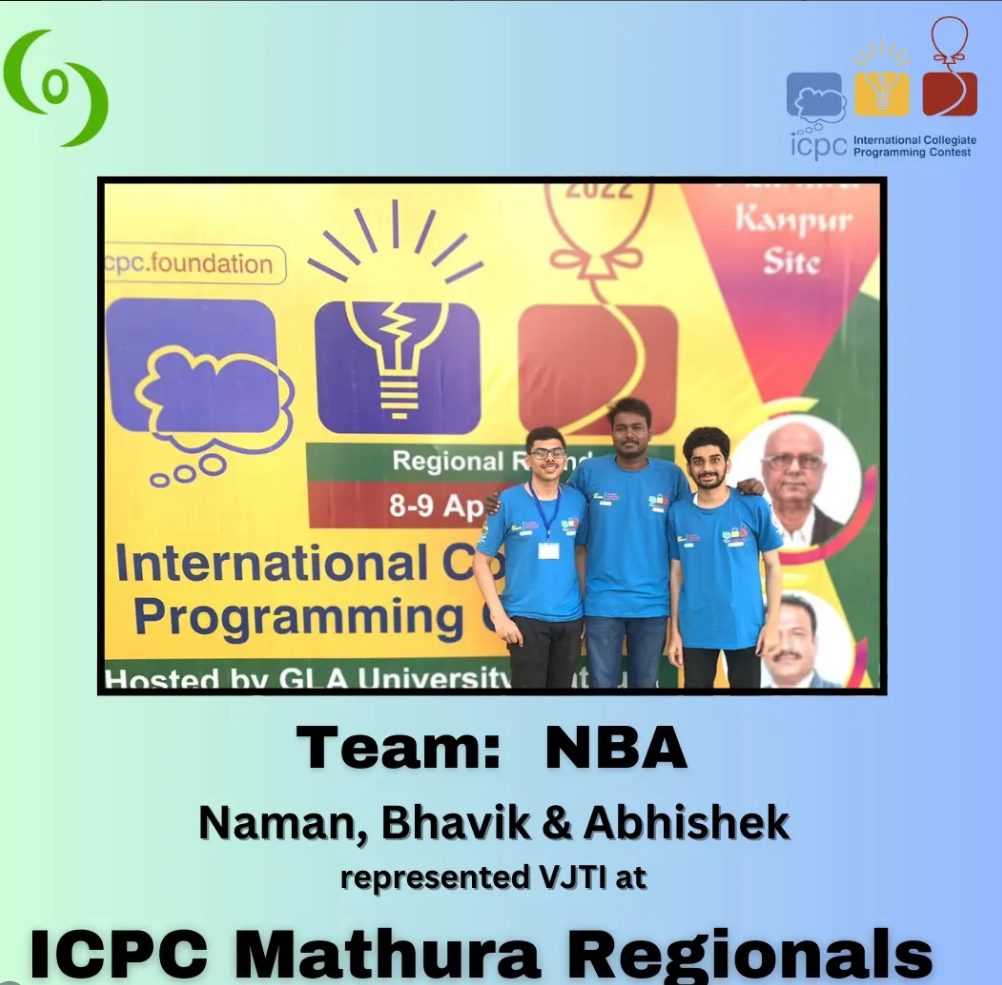 icpc International Collegiate
Programming Contest
2022
Kanpur
Site
cpc.foundation
Regional R
8-9 Ap
International Co
Programming C
Hosted by GLA University
Team: NBA
Naman, Bhavik & Abhishek
represented VJTI at
ICPC Mathura Regionals